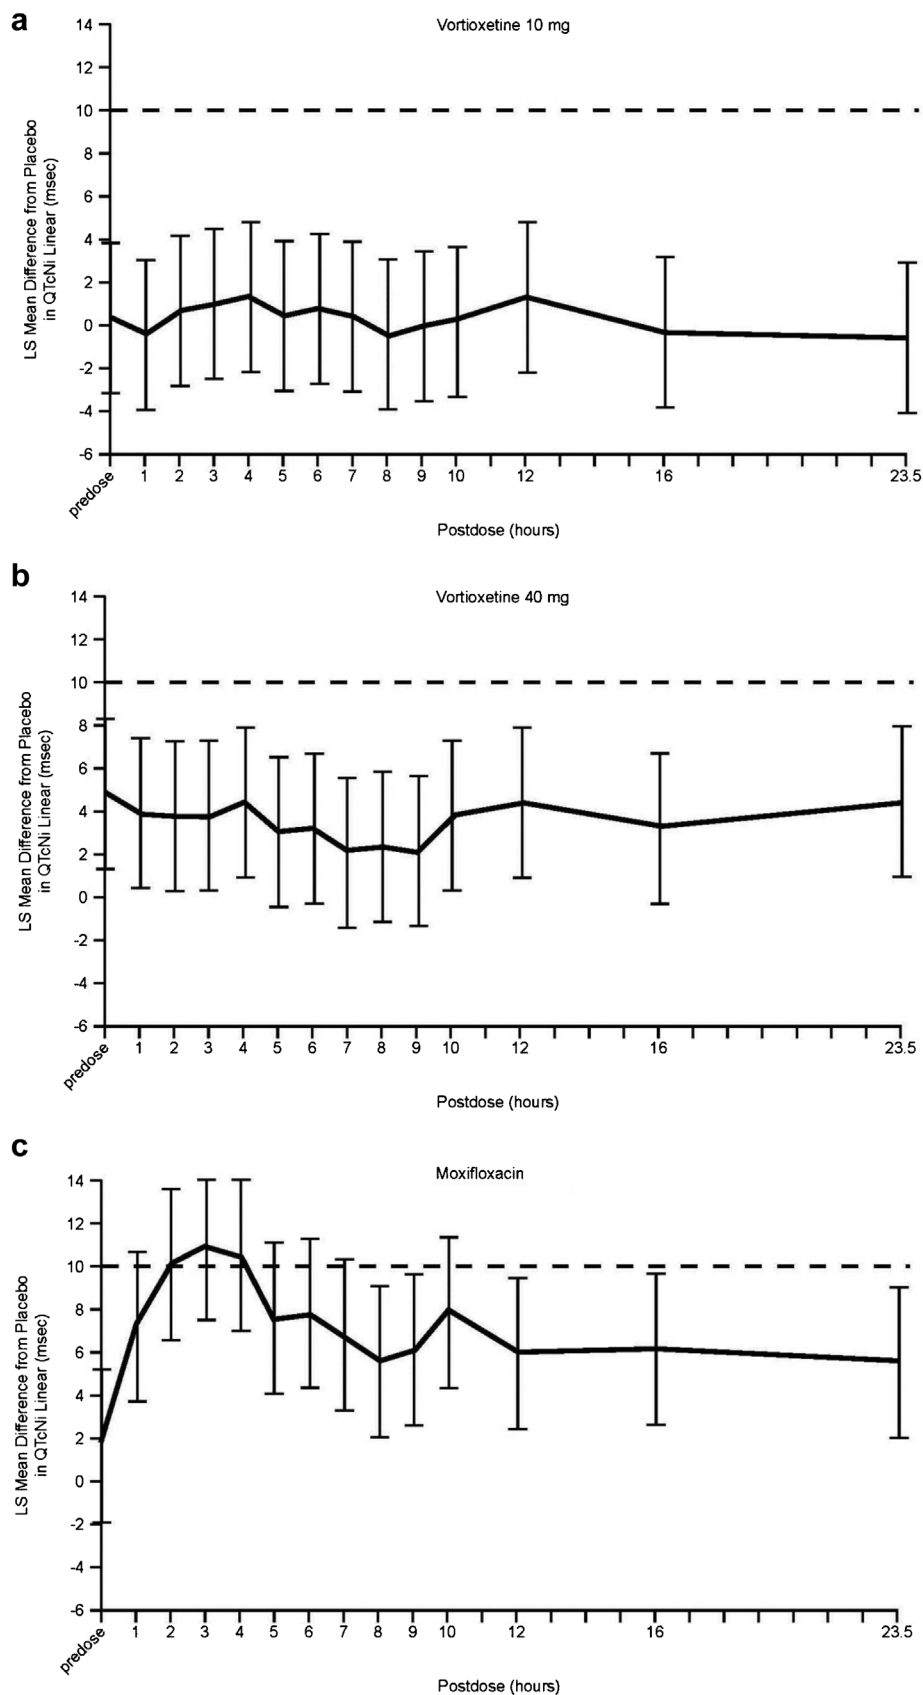 a
Vortioxetine 10 mg
14
12
10
8
6
4
2
0
-2
-4
-6
LS Mean Difference from Placebo
in QTcNi Linear (msec)
predose 1 2 3 4 5 6 7 8 9 10 12 16 23.5
Postdose (hours)
b
Vortioxetine 40 mg
14
12
10
8
6
4
2
0
-2
-4
-6
LS Mean Difference from Placebo
in QTcNi Linear (msec)
predose 1 2 3 4 5 6 7 8 9 10 12 16 23.5
Postdose (hours)
c
Moxifloxacin
14
12
10
8
6
4
2
0
-2
-4
-6
LS Mean Difference from Placebo
in QTcNi Linear (msec)
predose 1 2 3 4 5 6 7 8 9 10 12 16 23.5
Postdose (hours)